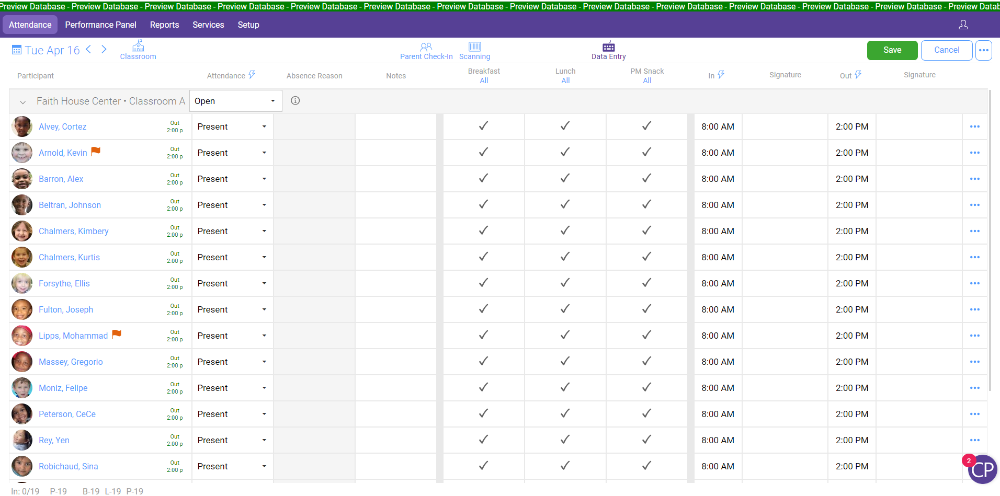 Preview Database - Preview Database - Preview Database - Preview Database - Preview Database - Preview Database - Preview Database - Preview Database - Preview Database - Preview Database - Preview Database - Preview Database - Preview Database - Preview Datab
Attendance Performance Panel Reports Services Setup
Tue Apr 16 Classroom Parent Check-In Scanning Data Entry Save Cancel
Participant Attendance Absence Reason Notes Breakfast Lunch PM Snack In Signature Out Signature
All All All
Faith House Center • Classroom A Open
Alvey, Cortez Out 2:00 p Present 8:00 AM 2:00 PM
Arnold, Kevin Out 2:00 p Present 8:00 AM 2:00 PM
Barron, Alex Out 2:00 p Present 8:00 AM 2:00 PM
Beltran, Johnson Out 2:00 p Present 8:00 AM 2:00 PM
Chalmers, Kimbery Out 2:00 p Present 8:00 AM 2:00 PM
Chalmers, Kurtis Out 2:00 p Present 8:00 AM 2:00 PM
Forsythe, Ellis Out 2:00 p Present 8:00 AM 2:00 PM
Fulton, Joseph Out 2:00 p Present 8:00 AM 2:00 PM
Lipps, Mohammad Out 2:00 p Present 8:00 AM 2:00 PM
Massey, Gregorio Out 2:00 p Present 8:00 AM 2:00 PM
Moniz, Felipe Out 2:00 p Present 8:00 AM 2:00 PM
Peterson, CeCe Out 2:00 p Present 8:00 AM 2:00 PM
Rey, Yen Out 2:00 p Present 8:00 AM 2:00 PM
Robichaud, Sina Out 2:00 p Present 8:00 AM 2:00 PM
2
CP
In: 0/19 P-19 B-19 L-19 P-19